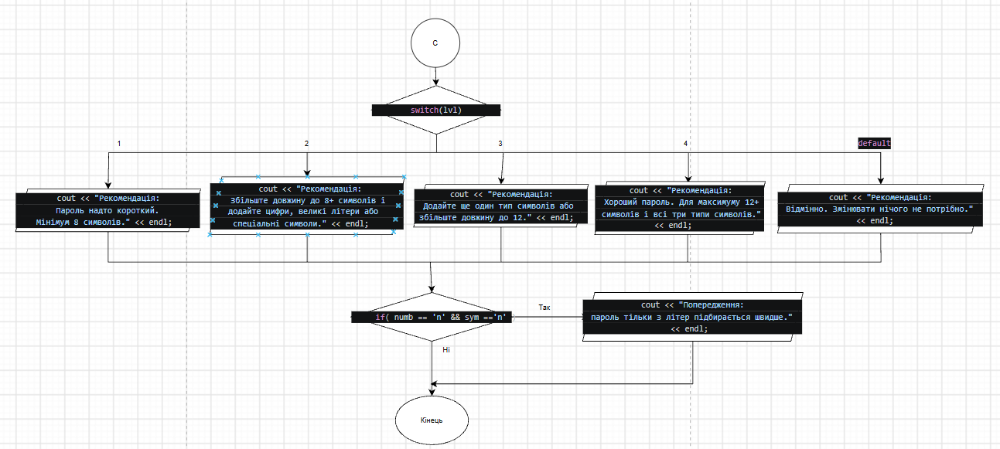 C
switch(lvl)
1
2
3
4
default
cout << "Рекомендація:
Пароль надто короткий.
Мінімум 8 символів." << endl;
cout << "Рекомендація:
Збільште довжину до 8+ символів і
додайте цифри, великі літери або
спеціальні символи." << endl;
cout << "Рекомендація:
Додайте ще один тип символів або
збільште довжину до 12." << endl;
cout << "Рекомендація:
Хороший пароль. Для максимуму 12+
символів і всі три типи символів."
<< endl;
cout << "Рекомендація:
Відмінно. Змінювати нічого не потрібно."
<< endl;
if( numb == 'n' && sym =='n' )
Так
cout << "Попередження:
пароль тільки з літер підбирається швидше."
<< endl;
Ні
Кінець